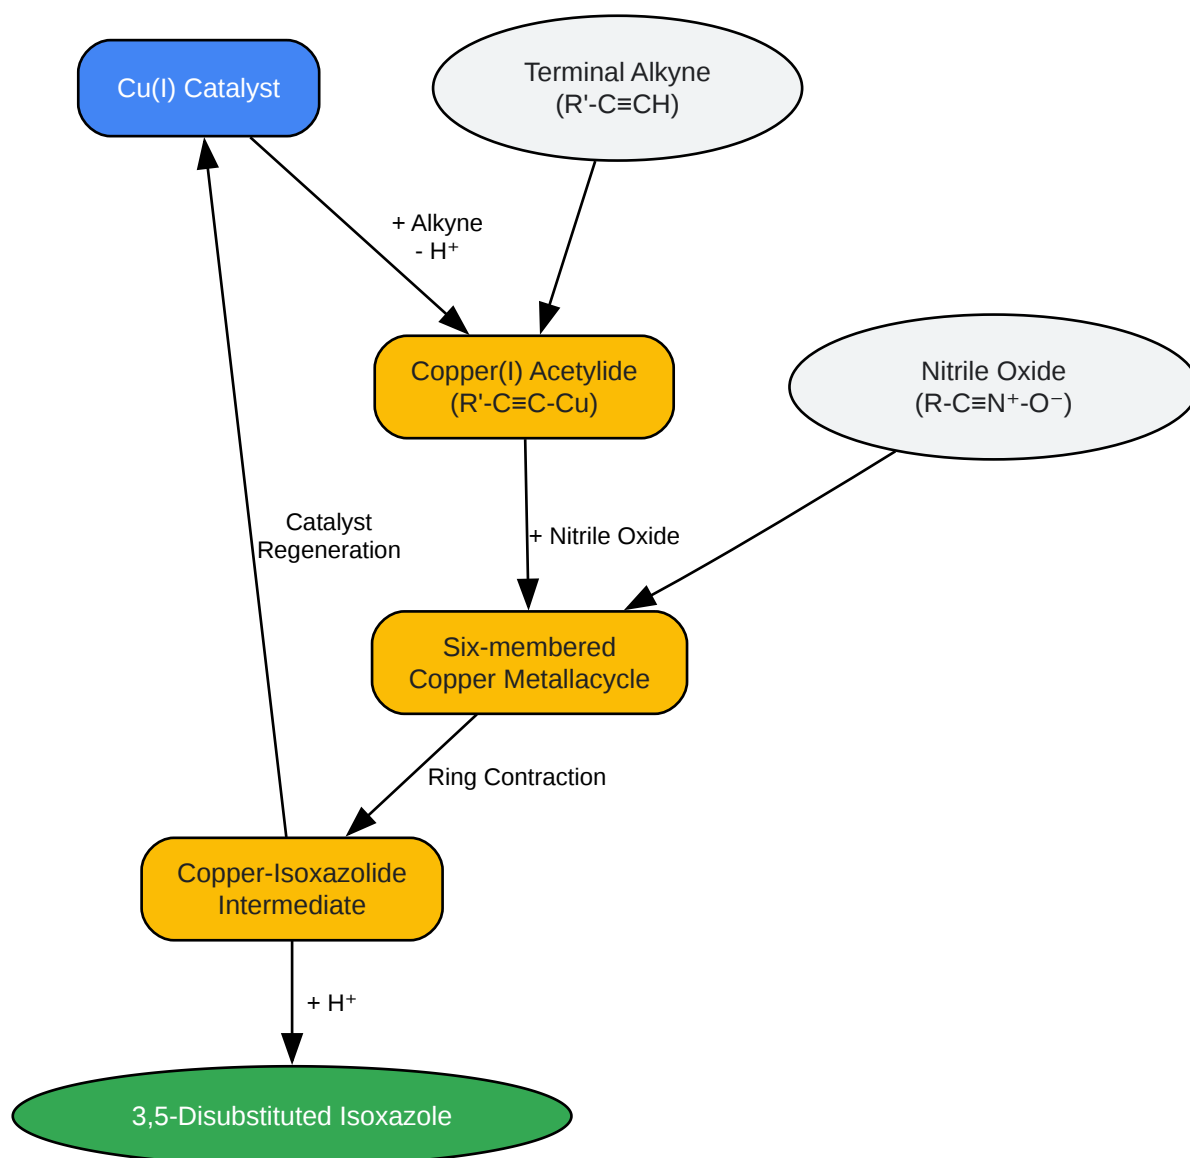 Cu(I) Catalyst
Terminal Alkyne
(R'-C≡CH)
+ Alkyne
- H⁺
Copper(I) Acetylide
(R'-C≡C-Cu)
Nitrile Oxide
(R-C≡N⁺-O⁻)
Catalyst
Regeneration
+ Nitrile Oxide
Six-membered
Copper Metallacycle
Ring Contraction
Copper-Isoxazolide
Intermediate
+ H⁺
3,5-Disubstituted Isoxazole